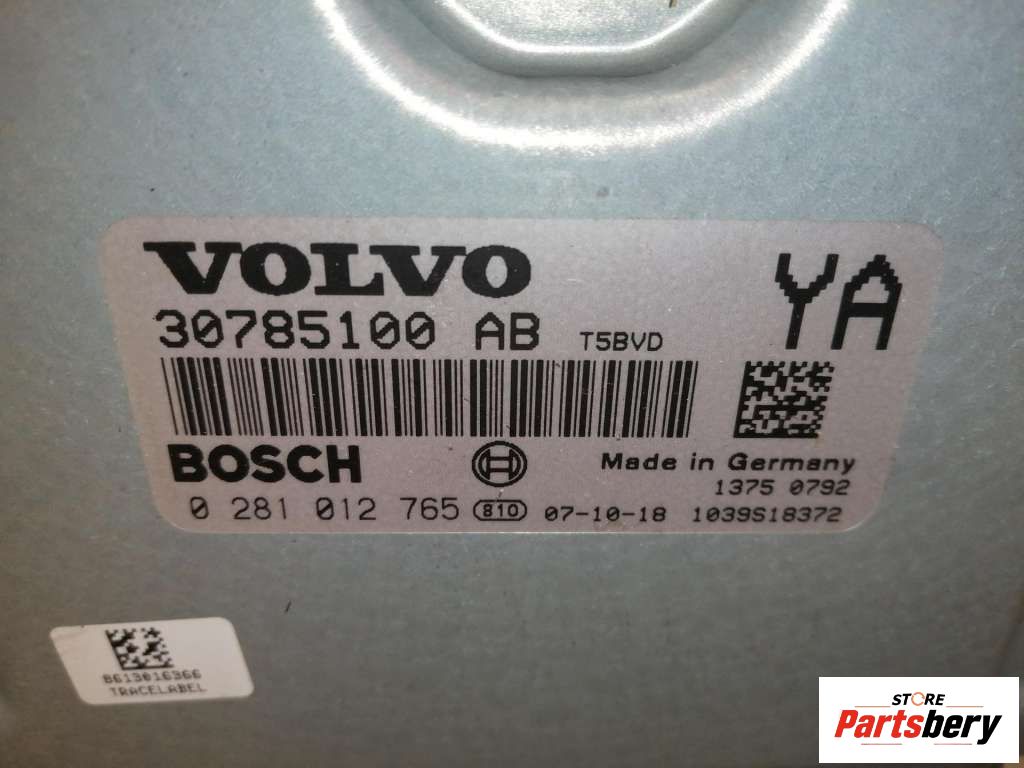 VOLVO
30785100 AB T5BVD
YA
BOSCH
Made in Germany
1375 0792
0 281 012 765 810 07-10-18 1039S18372
8613016366
TRACELABEL
STORE
Partsbery